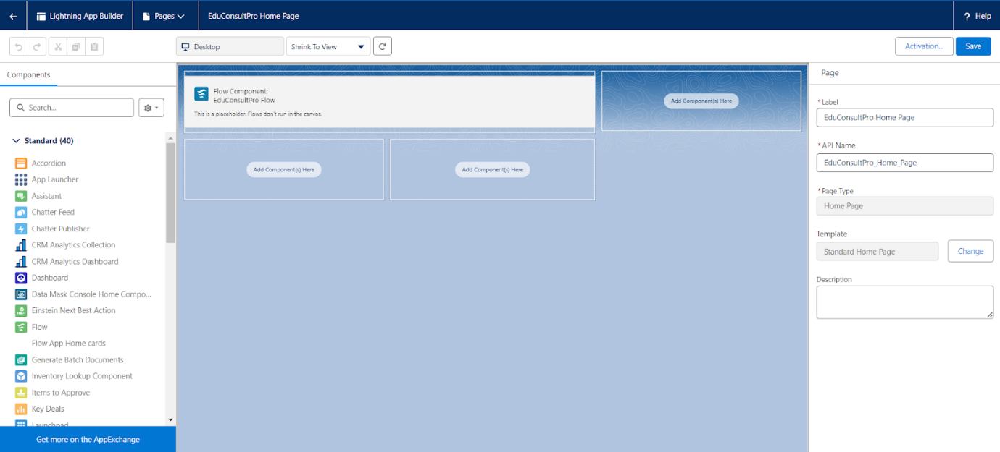 Lightning App Builder
Pages
EduConsultPro Home Page
? Help
Desktop
Shrink To View
Activation...
Save
Components
Search...
Standard (40)
Accordion
App Launcher
Assistant
Chatter Feed
Chatter Publisher
CRM Analytics Collection
CRM Analytics Dashboard
Dashboard
Data Mask Console Home Compo...
Einstein Next Best Action
Flow
Flow App Home cards
Generate Batch Documents
Inventory Lookup Component
Items to Approve
Key Deals
Launchpad
Get more on the AppExchange
Flow Component:
EduConsultPro Flow
This is a placeholder. Flows don't run in the canvas.
Add Component(s) Here
Add Component(s) Here
Add Component(s) Here
Page
* Label
EduConsultPro Home Page
* API Name
EduConsultPro_Home_Page
* Page Type
Home Page
Template
Standard Home Page
Change
Description